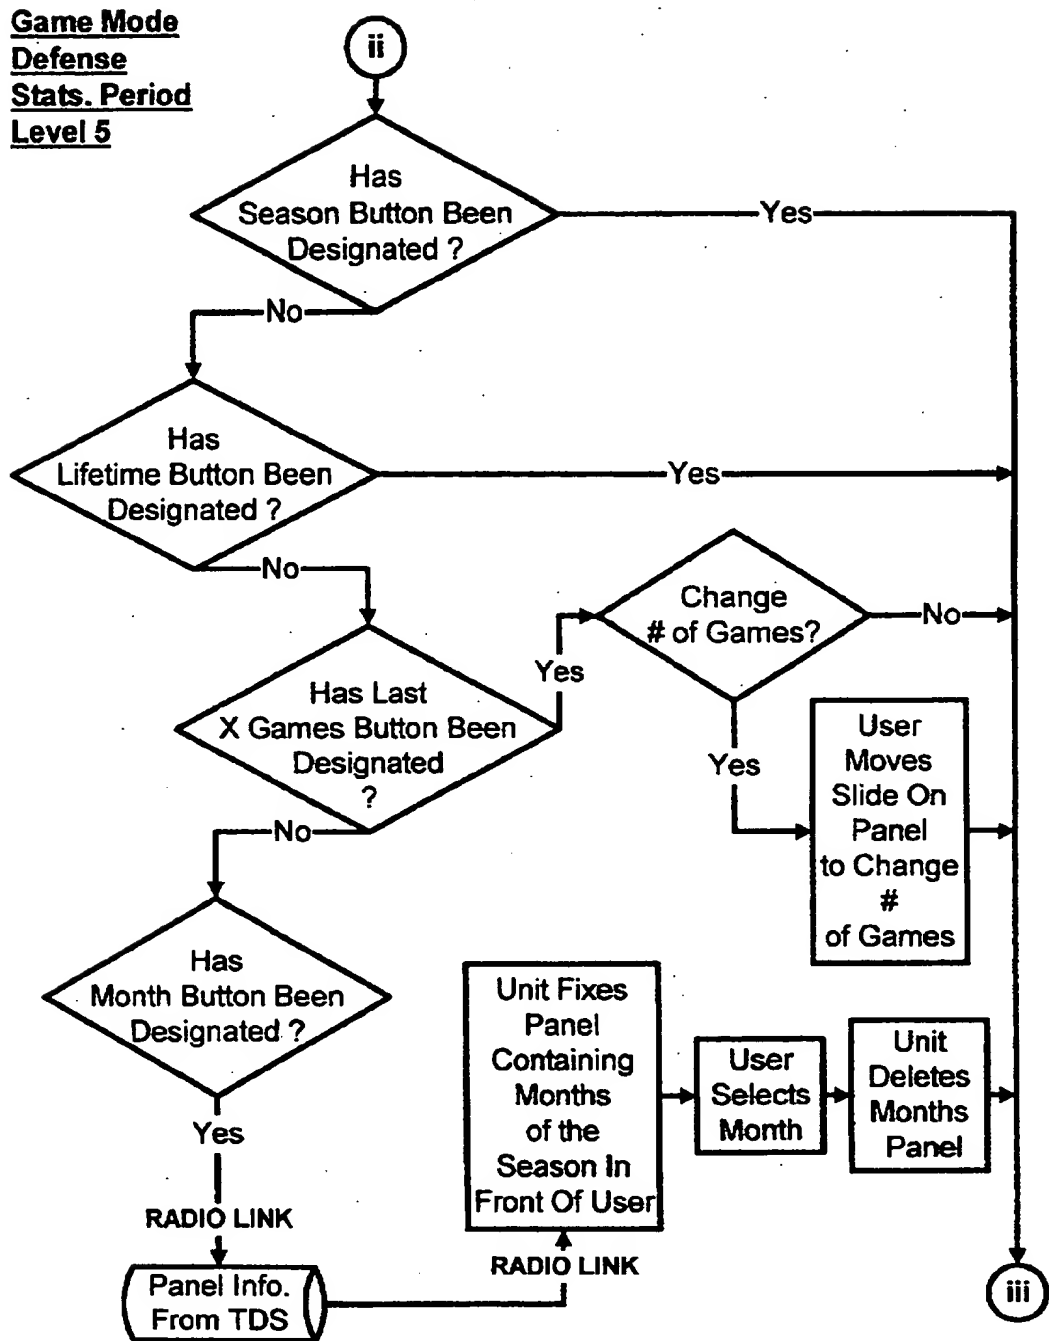 Game Mode
Defense
Stats. Period
Level 5
ii
Has
Season Button Been
Designated ?
Yes
No
Has
Lifetime Button Been
Designated ?
Yes
No
Has Last
X Games Button Been
Designated
?
Yes
Change
# of Games?
No
Yes
User
Moves
Slide On
Panel
to Change
#
of Games
No
Has
Month Button Been
Designated ?
Yes
RADIO LINK
Panel Info.
From TDS
RADIO LINK
Unit Fixes
Panel
Containing
Months
of the
Season In
Front Of User
User
Selects
Month
Unit
Deletes
Months
Panel
iii